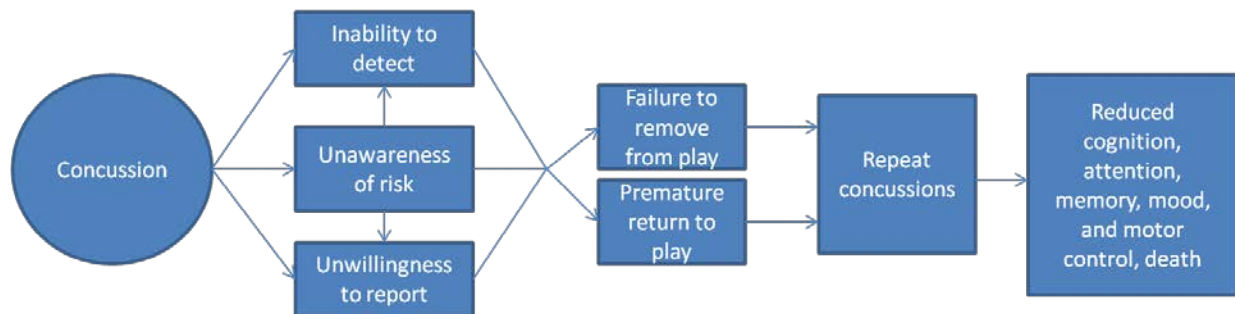 Concussion
Inability to
detect
Unawareness
of risk
Unwillingness
to report
Failure to
remove
from play
Premature
return to
play
Repeat
concussions
Reduced
cognition,
attention,
memory, mood,
and motor
control, death